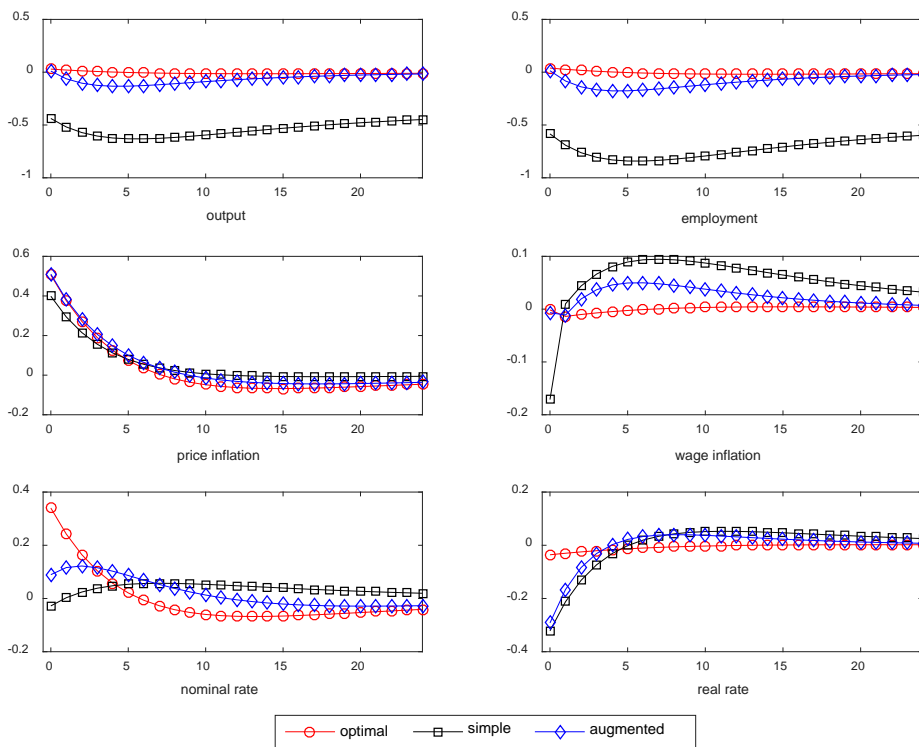 0.5
0
-0.5
-1
0 5 10 15 20
output
0.5
0
-0.5
-1
0 5 10 15 20
employment
0.6
0.4
0.2
0
-0.2
0 5 10 15 20
price inflation
0.1
0
-0.1
-0.2
0 5 10 15 20
wage inflation
0.4
0.2
0
-0.2
0 5 10 15 20
nominal rate
0.2
0
-0.2
-0.4
0 5 10 15 20
real rate
optimal simple augmented